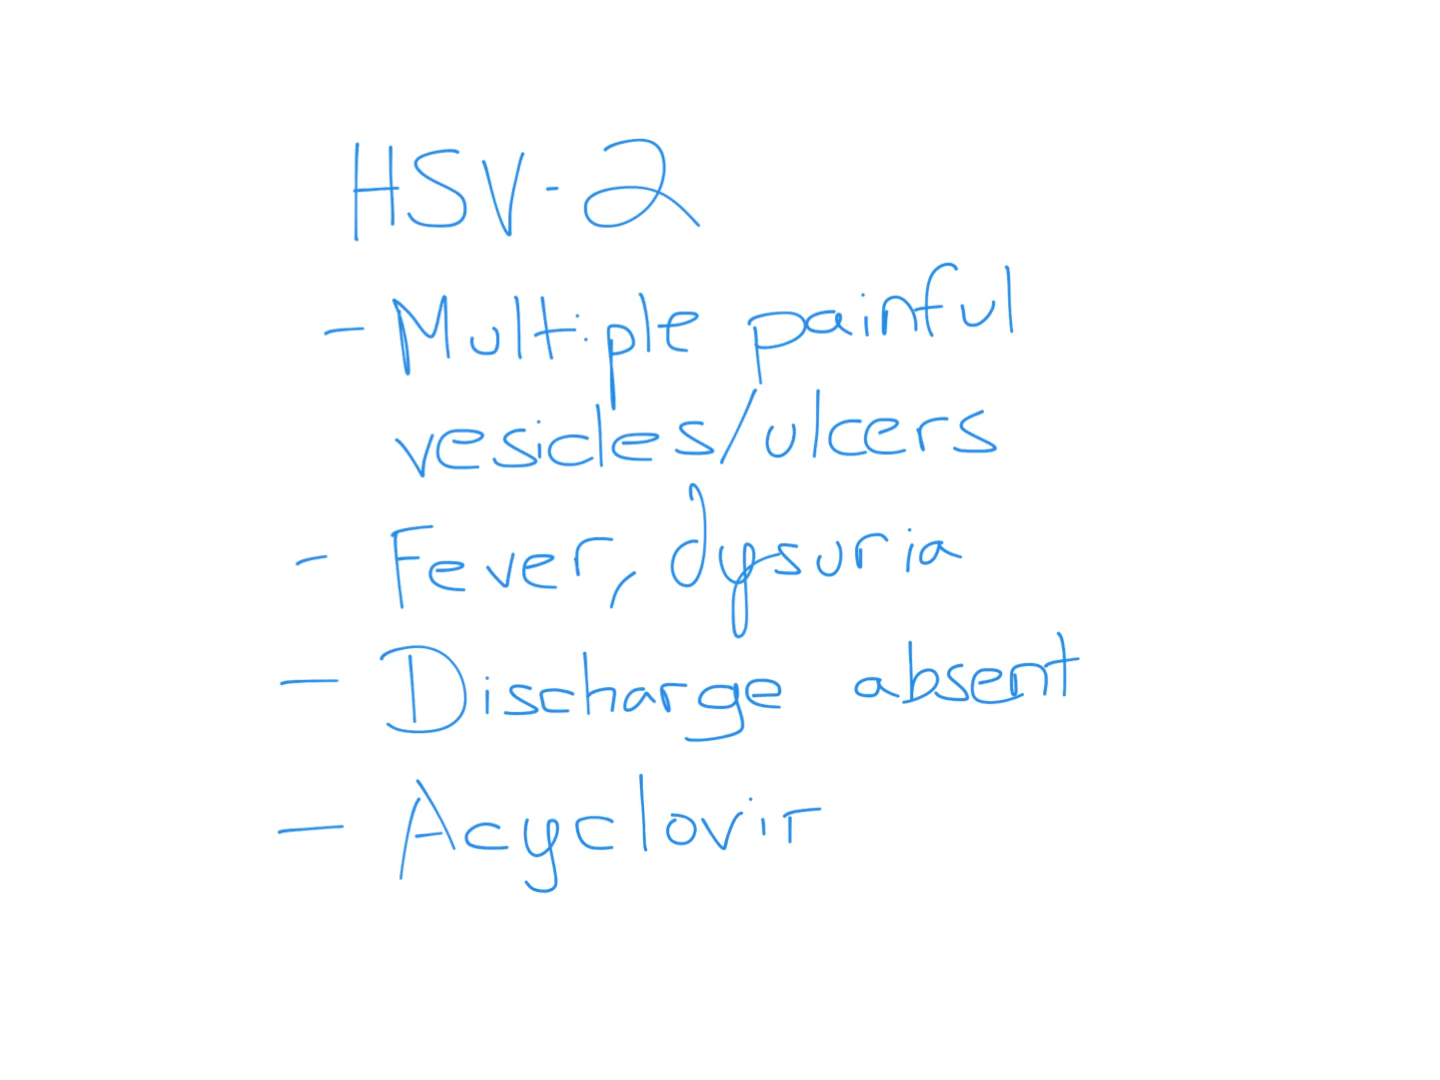 HSV-2
- Multiple painful
vesicles/ulcers
- Fever, dysuria
- Discharge absent
- Acyclovir